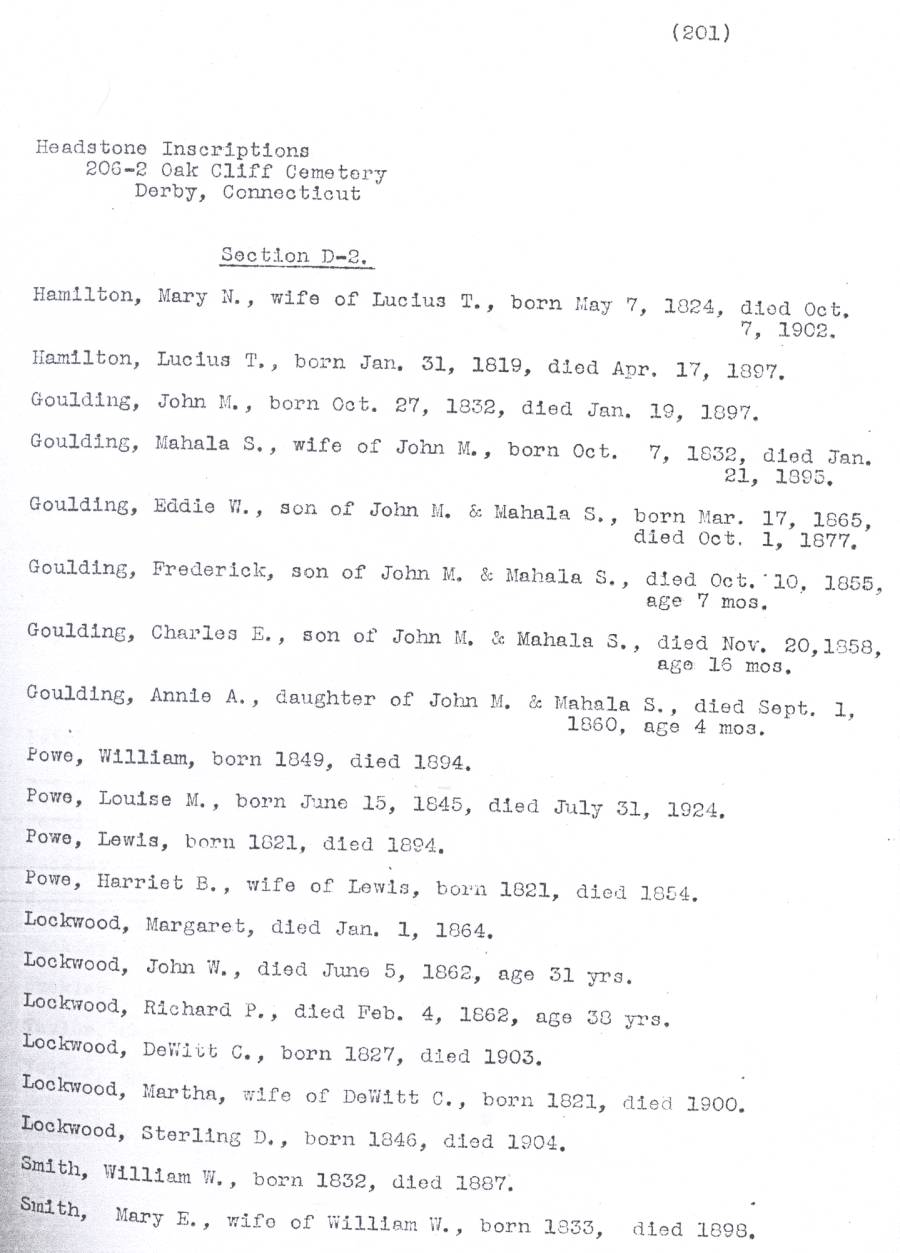 (201)
Headstone Inscriptions
206-2 Oak Cliff Cemetery
Derby, Connecticut
Section D-2.
Hamilton, Mary N., wife of Lucius T., born May 7, 1824, died Oct.
7, 1902.
Hamilton, Lucius T., born Jan. 31, 1819, died Apr. 17, 1897.
Goulding, John M., born Oct. 27, 1832, died Jan. 19, 1897.
Goulding, Mahala S., wife of John M., born Oct. 7, 1832, died Jan.
21, 1895.
Goulding, Eddie W., son of John M. & Mahala S., born Mar. 17, 1865,
died Oct. 1, 1877.
Goulding, Frederick, son of John M. & Mahala S., died Oct. 10, 1855,
age 7 mos.
Goulding, Charles E., son of John M. & Mahala S., died Nov. 20,1858,
age 16 mos.
Goulding, Annie A., daughter of John M. & Mahala S., died Sept. 1,
1860, age 4 mos.
Powe, William, born 1849, died 1894.
Powe, Louise M., born June 15, 1845, died July 31, 1924.
Powe, Lewis, born 1821, died 1894.
Powe, Harriet B., wife of Lewis, born 1821, died 1854.
Lockwood, Margaret, died Jan. 1, 1864.
Lockwood, John W., died June 5, 1862, age 31 yrs.
Lockwood, Richard P., died Feb. 4, 1862, age 38 yrs.
Lockwood, DeWitt C., born 1827, died 1903.
Lockwood, Martha, wife of DeWitt C., born 1821, died 1900.
Lockwood, Sterling D., born 1846, died 1904.
Smith, William W., born 1832, died 1887.
Smith, Mary E., wife of William W., born 1833, died 1898.